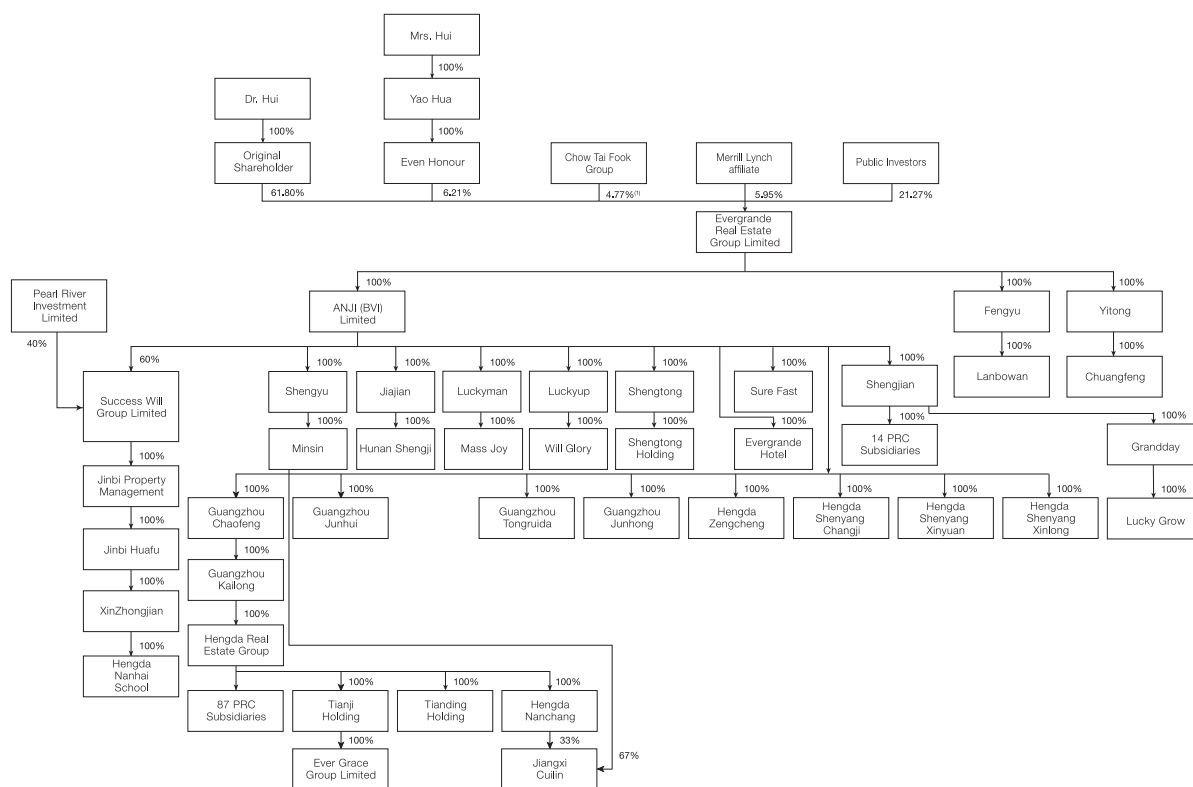 Mrs. Hui
100%
Dr. Hui
Yao Hua
100%
100%
Original
Shareholder
Even Honour
Chow Tai Fook
Group
Merrill Lynch
affiliate
Public Investors
61.80%
6.21%
4.77%(1)
5.95%
21.27%
Evergrande
Real Estate
Group Limited
100%
100%
100%
Pearl River
Investment
Limited
ANJI (BVI)
Limited
Fengyu
Yitong
40%
60%
100%
100%
100%
100%
100%
100%
100%
100%
100%
Success Will
Group Limited
Shengyu
Jiajian
Luckyman
Luckyup
Shengtong
Sure Fast
Shengjian
Lanbowan
Chuangfeng
100%
100%
100%
100%
100%
100%
100%
100%
Minsin
Hunan Shengji
Mass Joy
Will Glory
Shengtong
Holding
Evergrande
Hotel
14 PRC
Subsidiaries
Grandday
100%
Jinbi Property
Management
100%
100%
100%
100%
100%
100%
100%
100%
100%
Guangzhou
Chaofeng
Guangzhou
Junhui
Guangzhou
Tongruida
Guangzhou
Junhong
Hengda
Zengcheng
Hengda
Shenyang
Changji
Hengda
Shenyang
Xinyuan
Hengda
Shenyang
Xinlong
Lucky Grow
100%
100%
Jinbi Huafu
Guangzhou
Kailong
100%
100%
XinZhongjian
Hengda Real
Estate Group
100%
Hengda
Nanhai
School
100%
100%
100%
100%
87 PRC
Subsidiaries
Tianji
Holding
Tianding
Holding
Hengda
Nanchang
100%
33%
67%
Ever Grace
Group Limited
Jiangxi
Cuilin